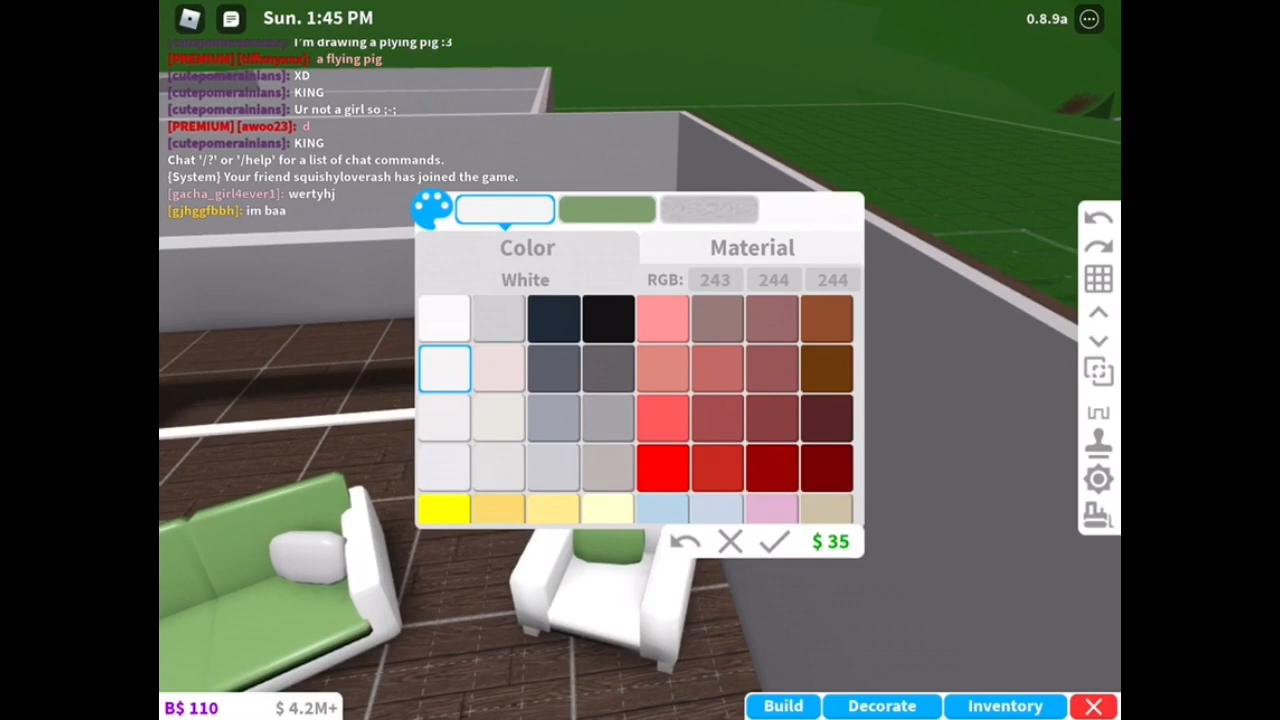 Sun. 1:45 PM
0.8.9a
I'm drawing a plying pig :3
[PREMIUM] a flying pig
[cutepomerainians]: XD
[cutepomerainians]: KING
[cutepomerainians]: Ur not a girl so ;-;
[PREMIUM] [awoo23]: d
[cutepomerainians]: KING
Chat '/?' or '/help' for a list of chat commands.
{System} Your friend squishyloverash has joined the game.
[gacha_girl4ever1]: wertyhj
[gjhggfbbh]: im baa
Color
Material
White
RGB: 243 244 244
$ 35
B$ 110
$ 4.2M+
Build
Decorate
Inventory